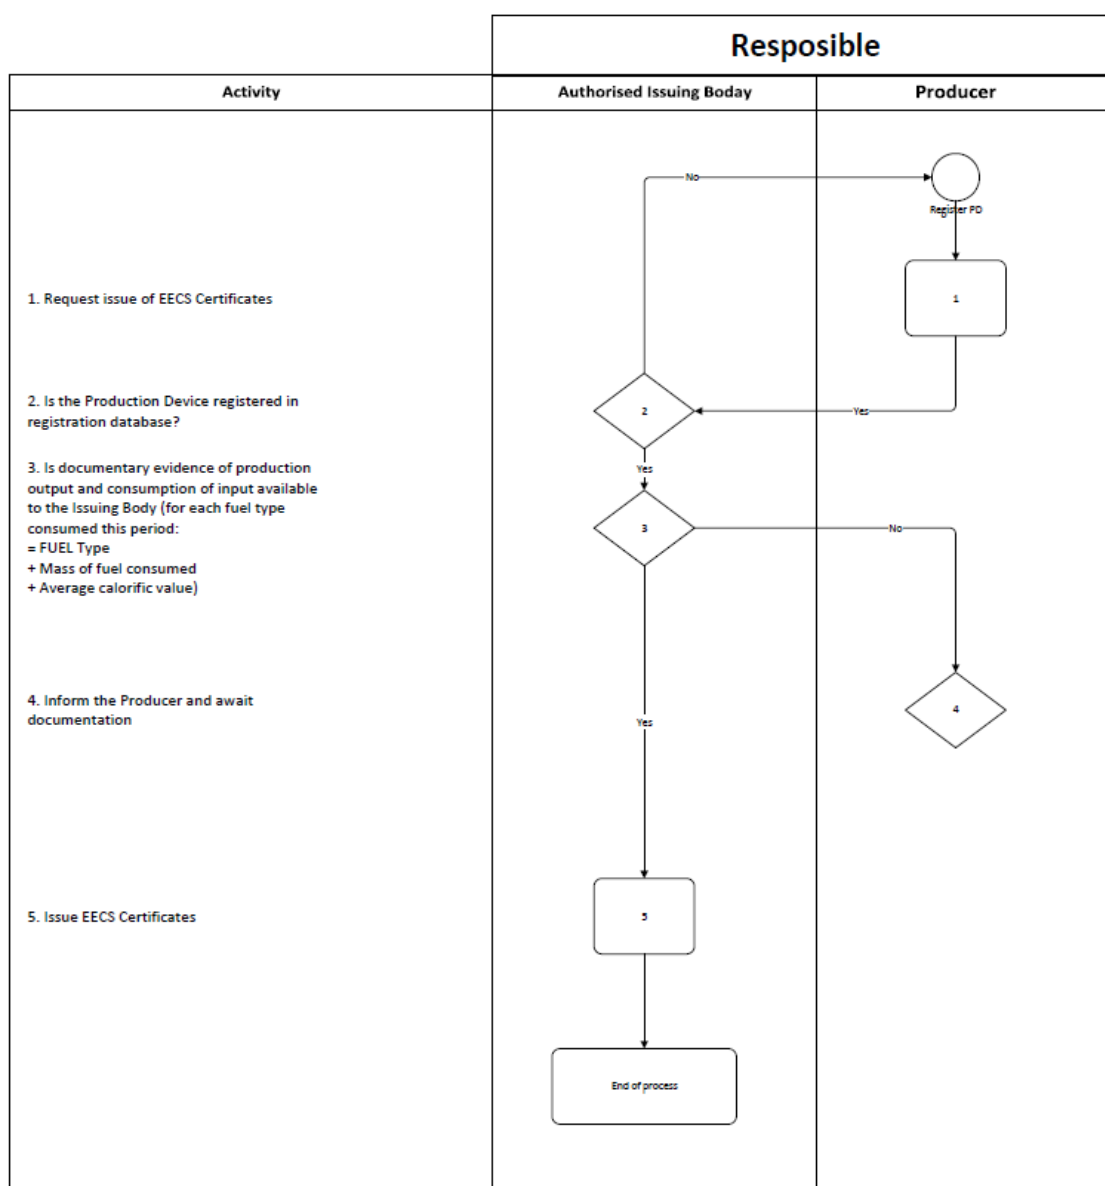 Resposible
Activity
Authorised Issuing Boday
Producer
No
Register PD
1. Request issue of EECS Certificates
1
2. Is the Production Device registered in
registration database?
2
Yes
Yes
3. Is documentary evidence of production
output and consumption of input available
to the Issuing Body (for each fuel type
consumed this period:
= FUEL Type
+ Mass of fuel consumed
+ Average calorific value)
3
No
4. Inform the Producer and await
documentation
4
Yes
5. Issue EECS Certificates
5
End of process